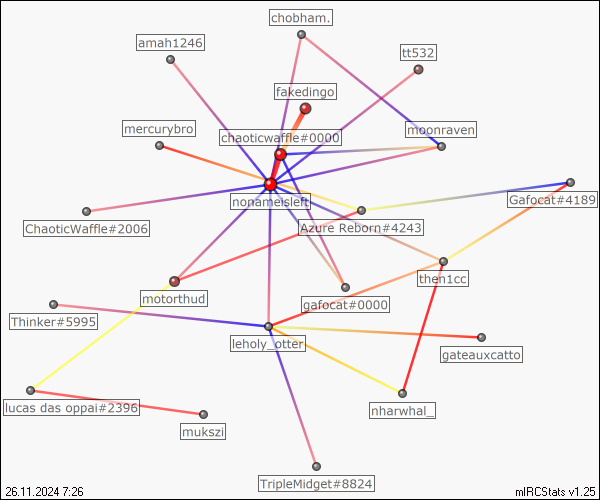 chobham.
amah1246
tt532
fakedingo
mercurybro
chaoticwaffle#0000
moonraven
nonameisleft
Gafocat#4189
ChaoticWaffle#2006
Azure Reborn#4243
then1cc
motorthud
gafocat#0000
Thinker#5995
leholy_otter
gateauxcatto
lucas das oppai#2396
nharwhal_
mukszi
TripleMidget#8824
26.11.2024 7:26
mIRCStats v1.25